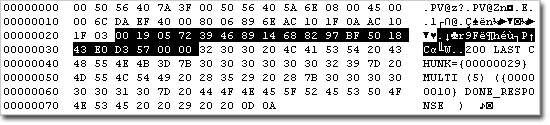 00000000 00 50 56 40 7A 3F 00 50 56 40 5A 6E 08 00 45 00 .PV@z?.PV@Zn◘.E.
00000010 00 6C DA EF 40 00 80 06 89 6E AC 10 1F 0A AC 10 .l┌∩@.Ç♠ën¼►▼◙¼►
00000020 1F 03 00 19 05 72 39 46 89 14 68 82 97 BF 50 18 ▼♥.↓♣r9Fë¶héù┐P↑
00000030 43 E0 D3 57 00 00 32 30 30 20 4C 41 53 54 20 43 Cα╙W..200 LAST C
00000040 48 55 4E 4B 3D 7B 30 30 30 30 30 30 32 39 7D 20 HUNK={00000029}
00000050 4D 55 4C 54 49 20 28 35 29 20 28 7B 30 30 30 30 MULTI (5) ({0000
00000060 30 30 31 30 7D 20 44 4F 4E 45 5F 52 45 53 50 4F 0010} DONE_RESPO
00000070 4E 53 45 20 20 29 20 20 0D 0A NSE  )  ♪◙